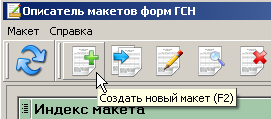 Описатель макетов форм ГСН
Макет Справка
Создать новый макет (F2)
Индекс макета